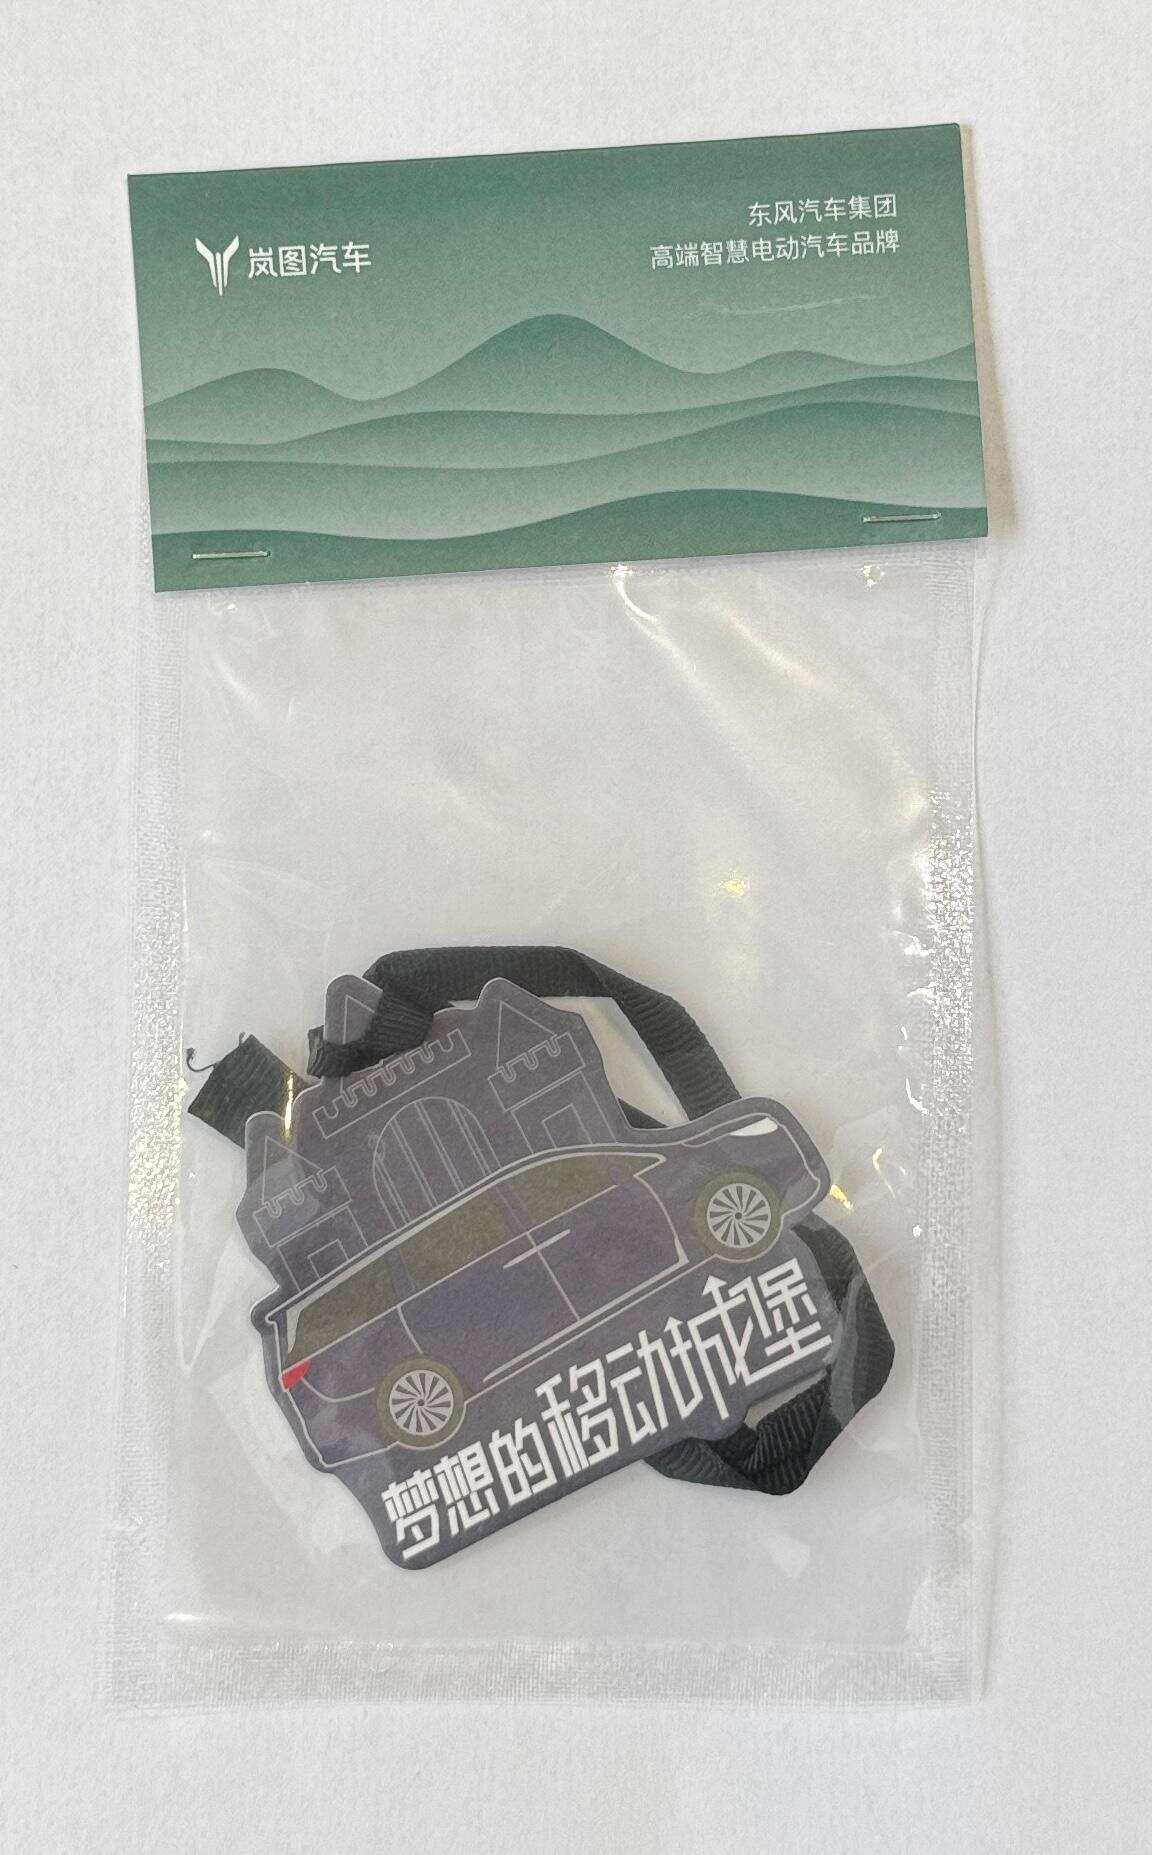 岚图汽车
东风汽车集团
高端智慧电动汽车品牌
梦想的移动城堡